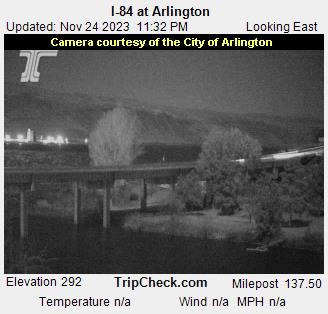 I-84 at Arlington
Updated: Nov 24 2023 11:32 PM Looking East
Camera courtesy of the City of Arlington
Elevation 292 TripCheck.com Milepost 137.50
Temperature n/a Wind n/a MPH n/a